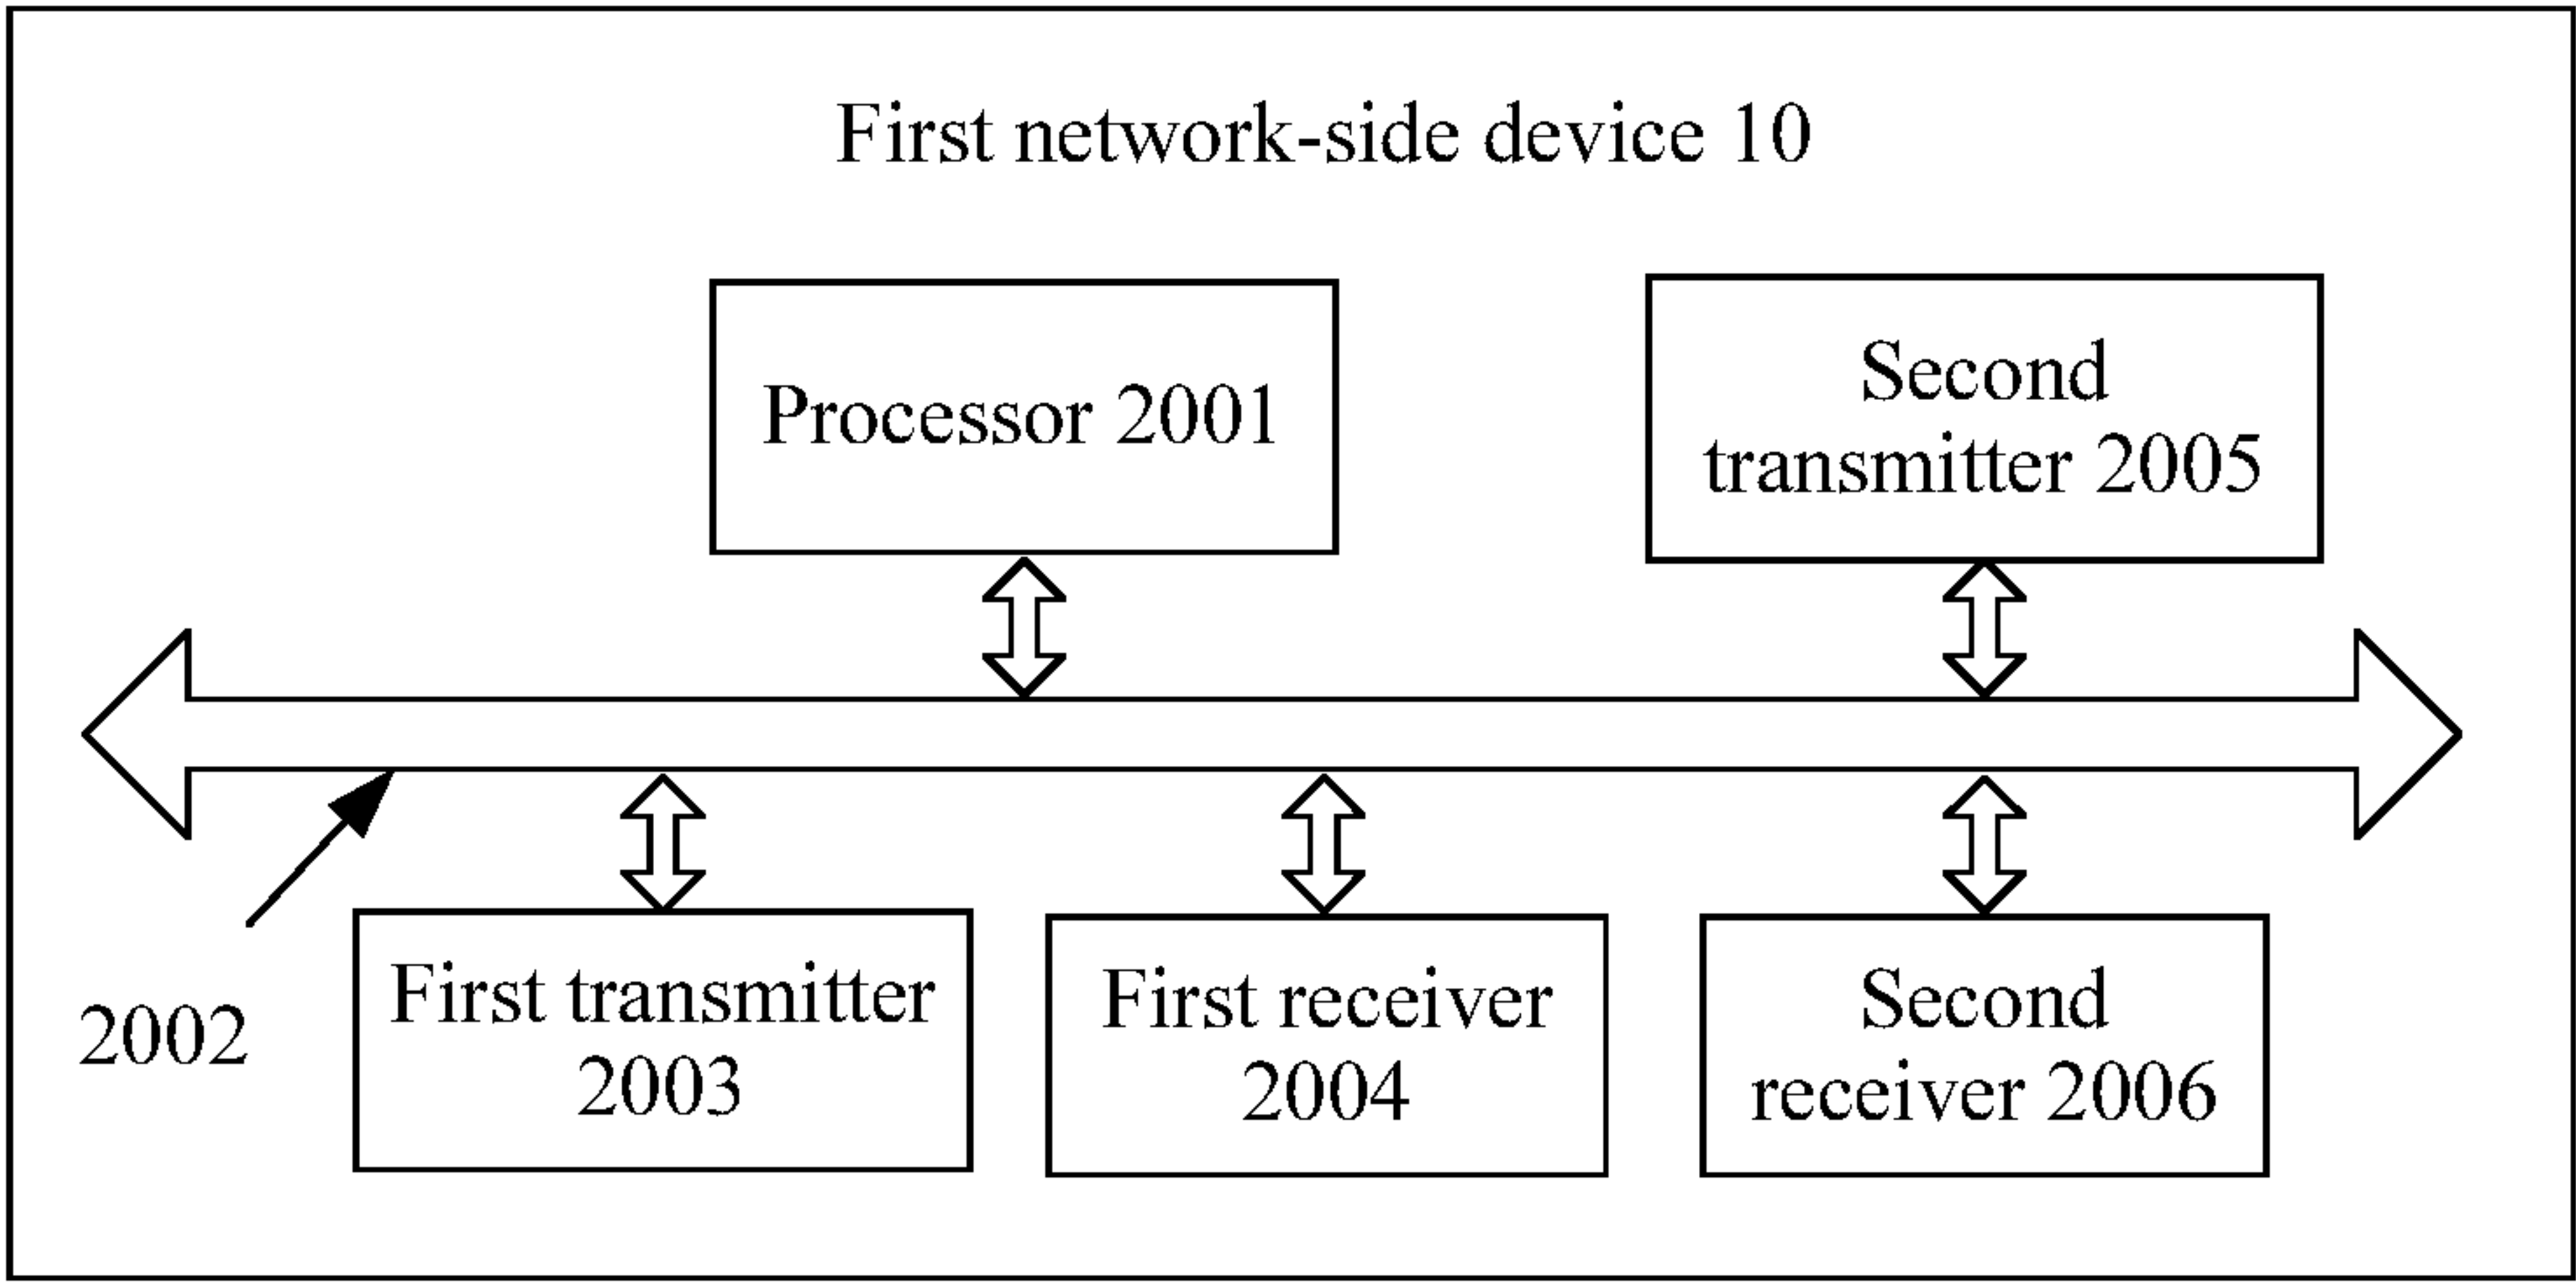 First network-side device 10
Processor 2001
Second
transmitter 2005
2002
First transmitter
2003
First receiver
2004
Second
receiver 2006